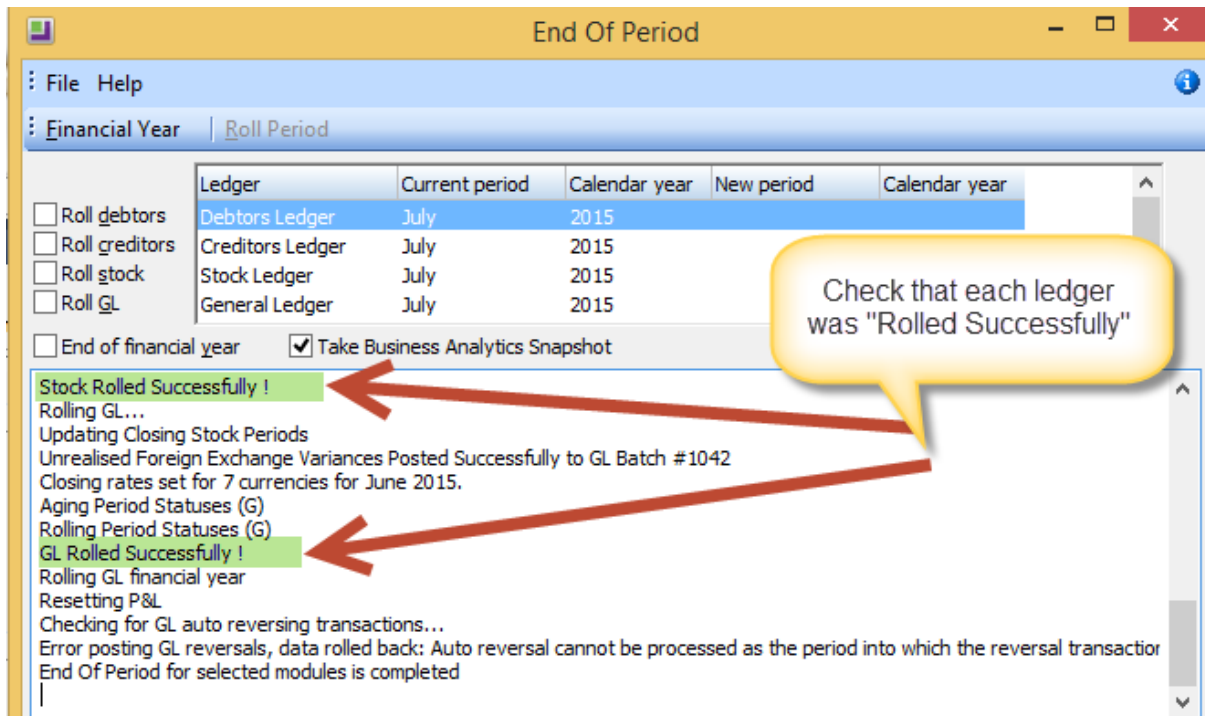 End Of Period
File Help
Financial Year Roll Period
Ledger Current period Calendar year New period Calendar year
Roll debtors Debtors Ledger July 2015
Roll creditors Creditors Ledger July 2015
Roll stock Stock Ledger July 2015
Roll GL General Ledger July 2015
Check that each ledger
was "Rolled Successfully"
End of financial year Take Business Analytics Snapshot
Stock Rolled Successfully !
Rolling GL...
Updating Closing Stock Periods
Unrealised Foreign Exchange Variances Posted Successfully to GL Batch #1042
Closing rates set for 7 currencies for June 2015.
Aging Period Statuses (G)
Rolling Period Statuses (G)
GL Rolled Successfully !
Rolling GL financial year
Resetting P&L
Checking for GL auto reversing transactions...
Error posting GL reversals, data rolled back: Auto reversal cannot be processed as the period into which the reversal transaction
End Of Period for selected modules is completed